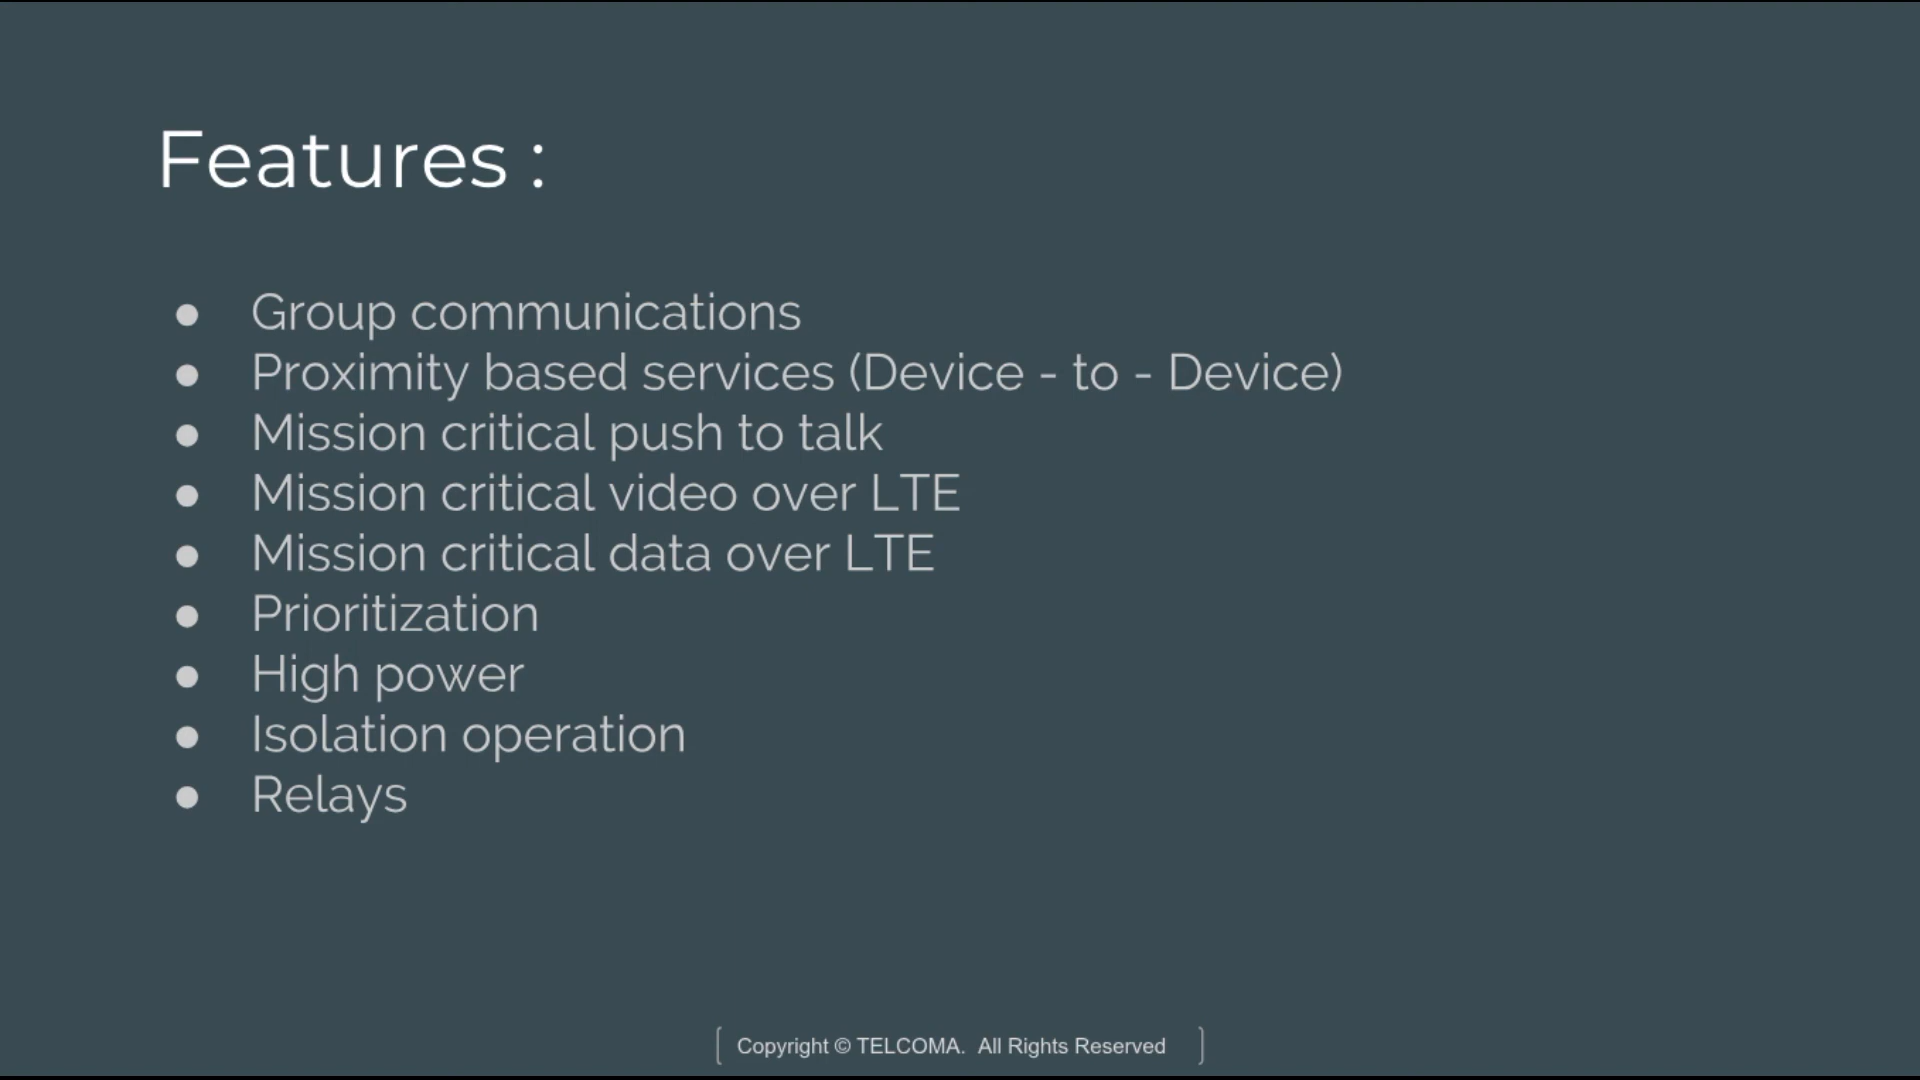 Features :
● Group communications
● Proximity based services (Device - to - Device)
● Mission critical push to talk
● Mission critical video over LTE
● Mission critical data over LTE
● Prioritization
● High power
● Isolation operation
● Relays
[ Copyright © TELCOMA. All Rights Reserved ]